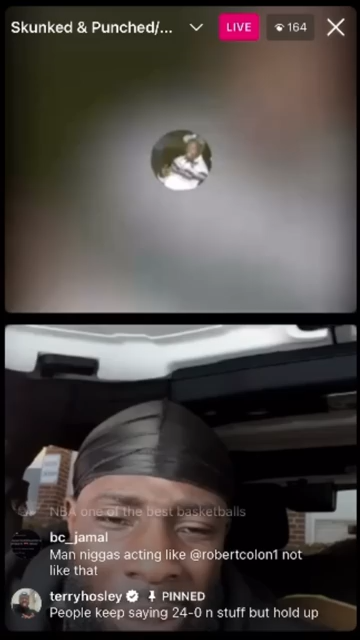 Skunked & Punched/...
LIVE
164
NBA one of the best basketballs
bc_jamal
Man niggas acting like @robertcolon1 not
like that
terryhosley PINNED
People keep saying 24-0 n stuff but hold up